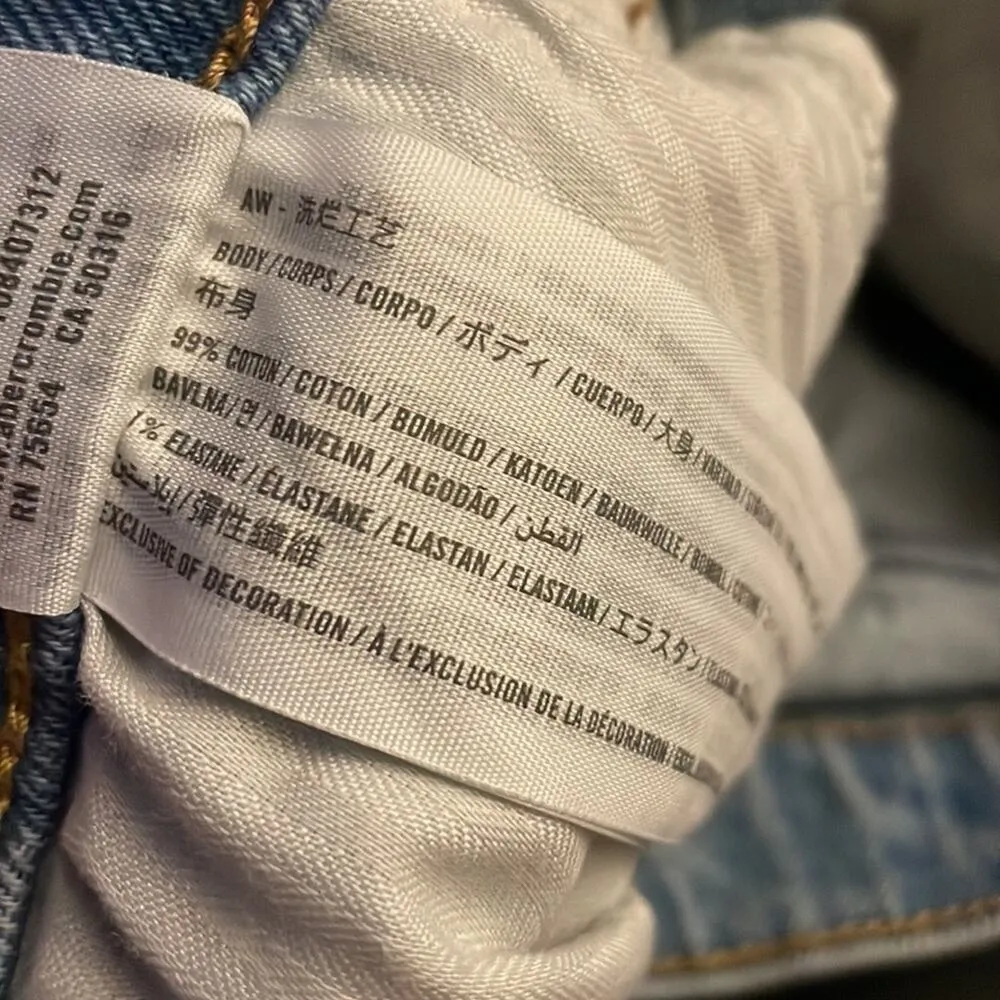 7312
abercrombie.com
RN 75654 CA 50316
AW - 洗烂工艺
BODY / CORPS / CORPO / ボディ / CUERPO / 大身 /
布身
99% COTTON / COTON / BOMULD / KATOEN / BAUMWOLLE /
BAVLNA / 면 / BAWEŁNA / ALGODÃO / القطن
1% ELASTANE / ÉLASTANE / ELASTAN / ELASTAAN / エラスタン /
彈性纖維
EXCLUSIVE OF DECORATION / À L'EXCLUSION DE LA DÉCORATION /